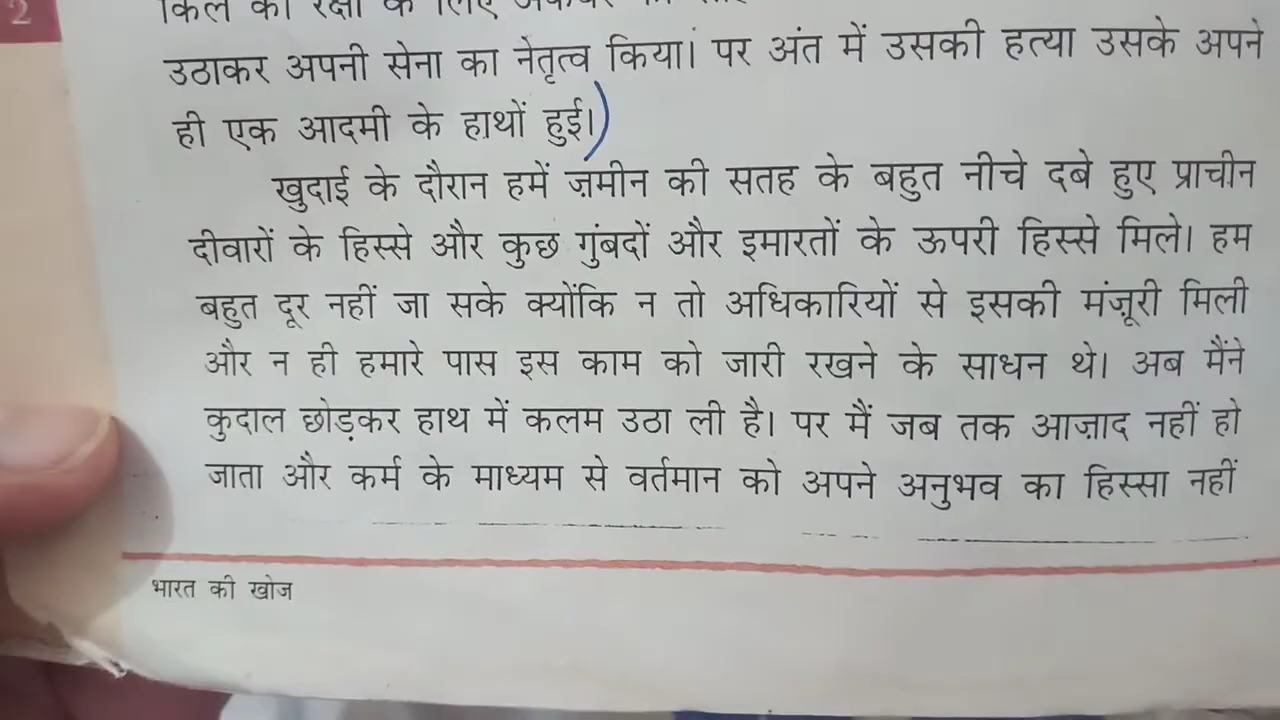 2
उठाकर अपनी सेना का नेतृत्व किया। पर अंत में उसकी हत्या उसके अपने
ही एक आदमी के हाथों हुई।)
खुदाई के दौरान हमें ज़मीन की सतह के बहुत नीचे दबे हुए प्राचीन
दीवारों के हिस्से और कुछ गुंबदों और इमारतों के ऊपरी हिस्से मिले। हम
बहुत दूर नहीं जा सके क्योंकि न तो अधिकारियों से इसकी मंज़ूरी मिली
और न ही हमारे पास इस काम को जारी रखने के साधन थे। अब मैंने
कुदाल छोड़कर हाथ में कलम उठा ली है। पर मैं जब तक आज़ाद नहीं हो
जाता और कर्म के माध्यम से वर्तमान को अपने अनुभव का हिस्सा नहीं
भारत की खोज